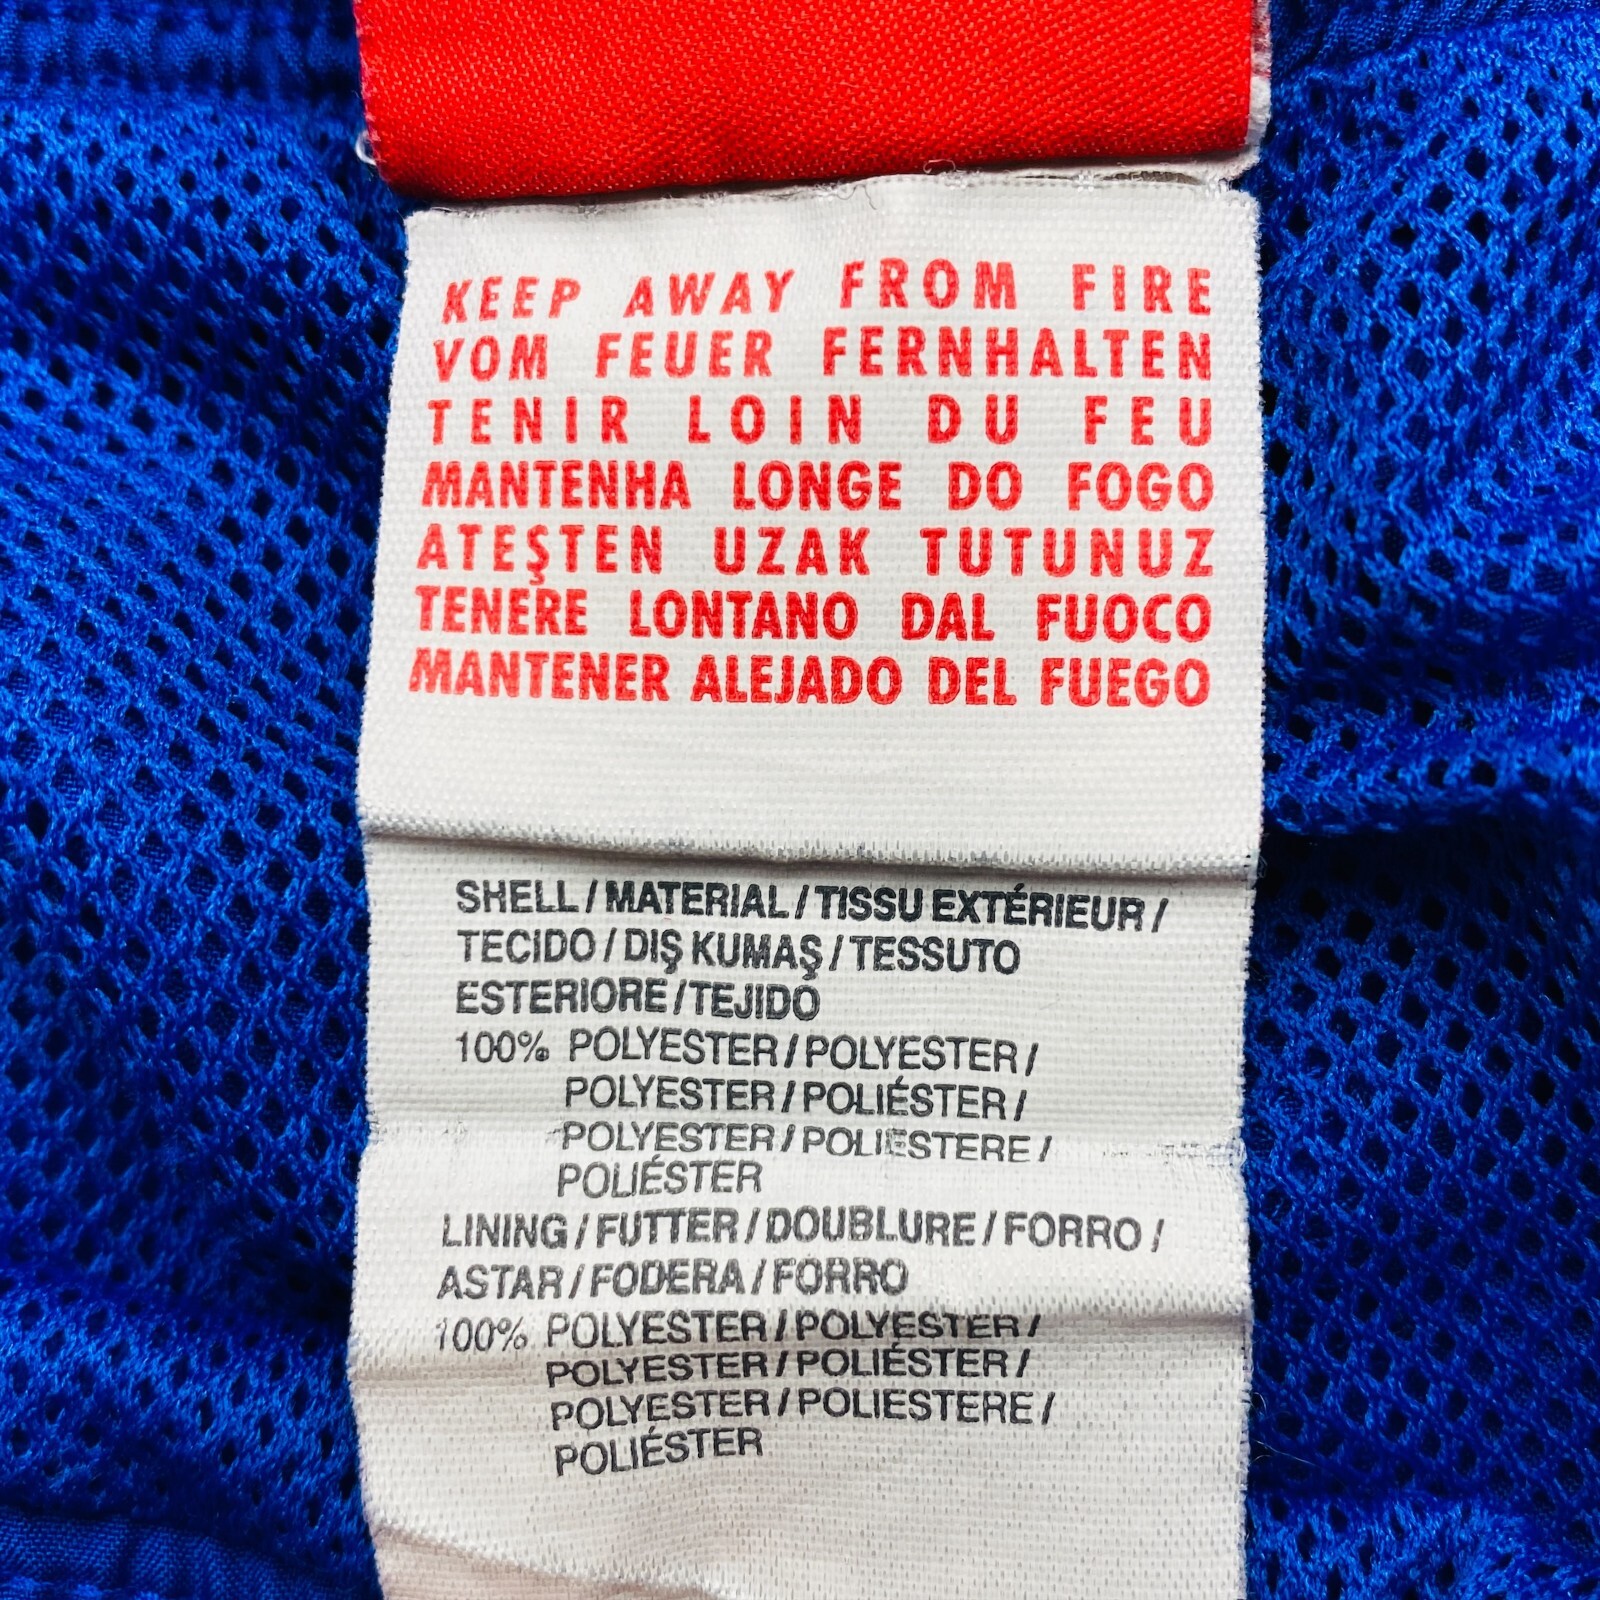 KEEP AWAY FROM FIRE
VOM FEUER FERNHALTEN
TENIR LOIN DU FEU
MANTENHA LONGE DO FOGO
ATEŞTEN UZAK TUTUNUZ
TENERE LONTANO DAL FUOCO
MANTENER ALEJADO DEL FUEGO
SHELL / MATERIAL / TISSU EXTÉRIEUR /
TECIDO / DIŞ KUMAŞ / TESSUTO
ESTERIORE / TEJIDO
100% POLYESTER / POLYESTER /
POLYESTER / POLIÉSTER /
POLYESTER / POLIESTERE /
POLIÉSTER
LINING / FUTTER / DOUBLURE / FORRO /
ASTAR / FODERA / FORRO
100% POLYESTER / POLYESTER /
POLYESTER / POLIÉSTER /
POLYESTER / POLIESTERE /
POLIÉSTER